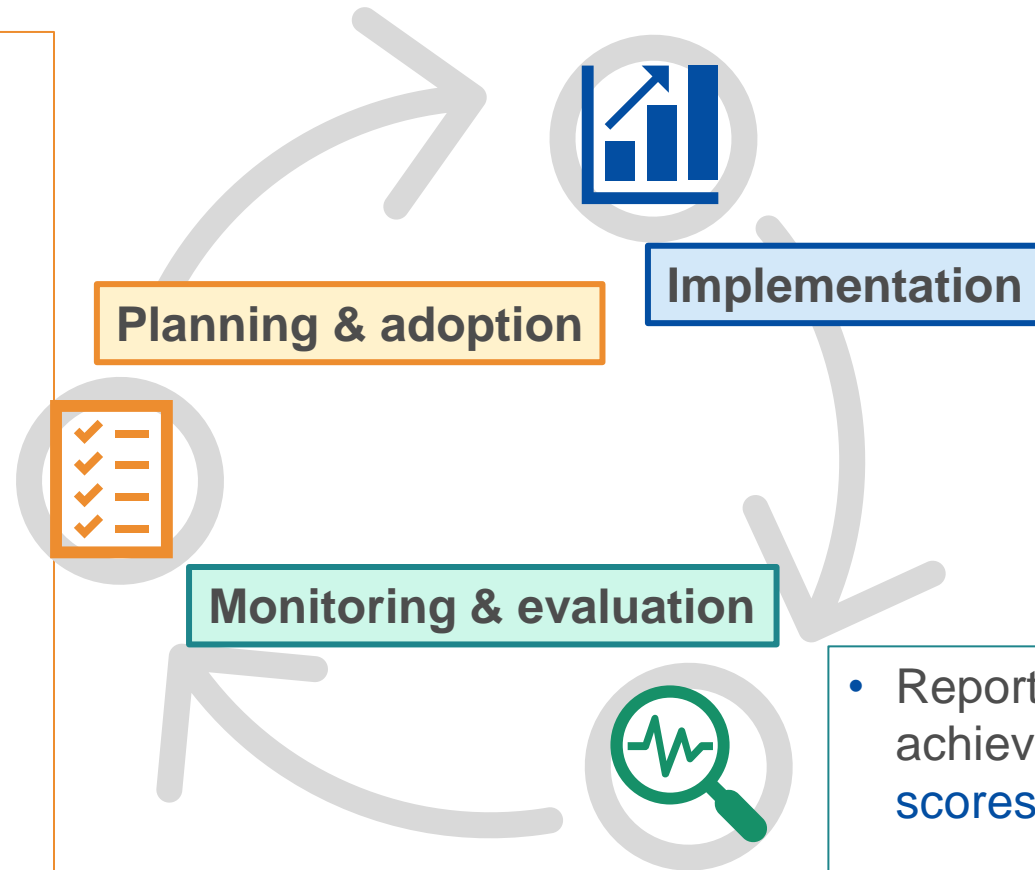 Implementation
Planning & adoption
Monitoring & evaluation
• Report
achiev
scores